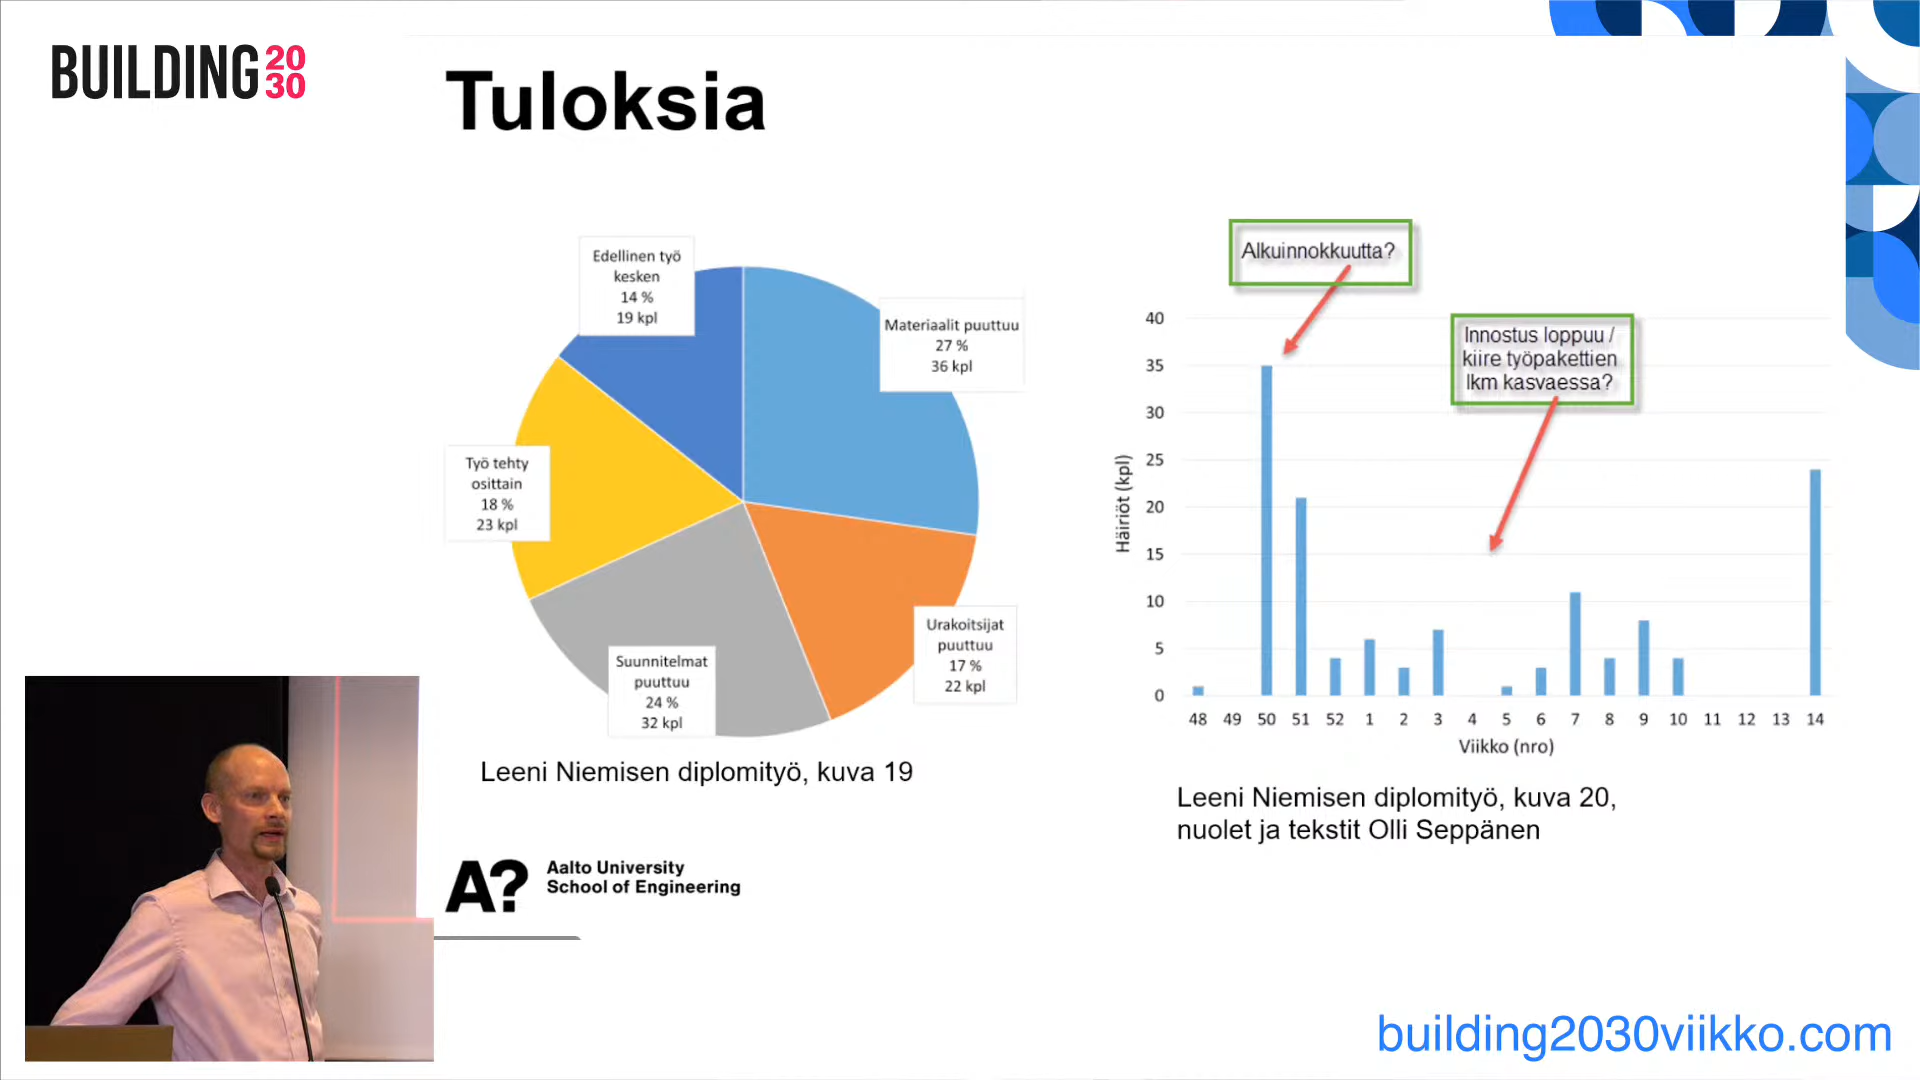 BUILDING 20
30
Tuloksia
Edellinen työ
kesken
14 %
19 kpl
Materiaalit puuttuu
27 %
36 kpl
Työ tehty
osittain
18 %
23 kpl
Urakoitsijat
puuttuu
17 %
22 kpl
Suunnitelmat
puuttuu
24 %
32 kpl
Leeni Niemisen diplomityö, kuva 19
Alkuinnokkuutta?
Innostus loppuu /
kiire työpakettien
lkm kasvaessa?
Häiriöt (kpl)
40
35
30
25
20
15
10
5
0
48 49 50 51 52 1 2 3 4 5 6 7 8 9 10 11 12 13 14
Viikko (nro)
Leeni Niemisen diplomityö, kuva 20,
nuolet ja tekstit Olli Seppänen
A?
Aalto University
School of Engineering
building2030viikko.com